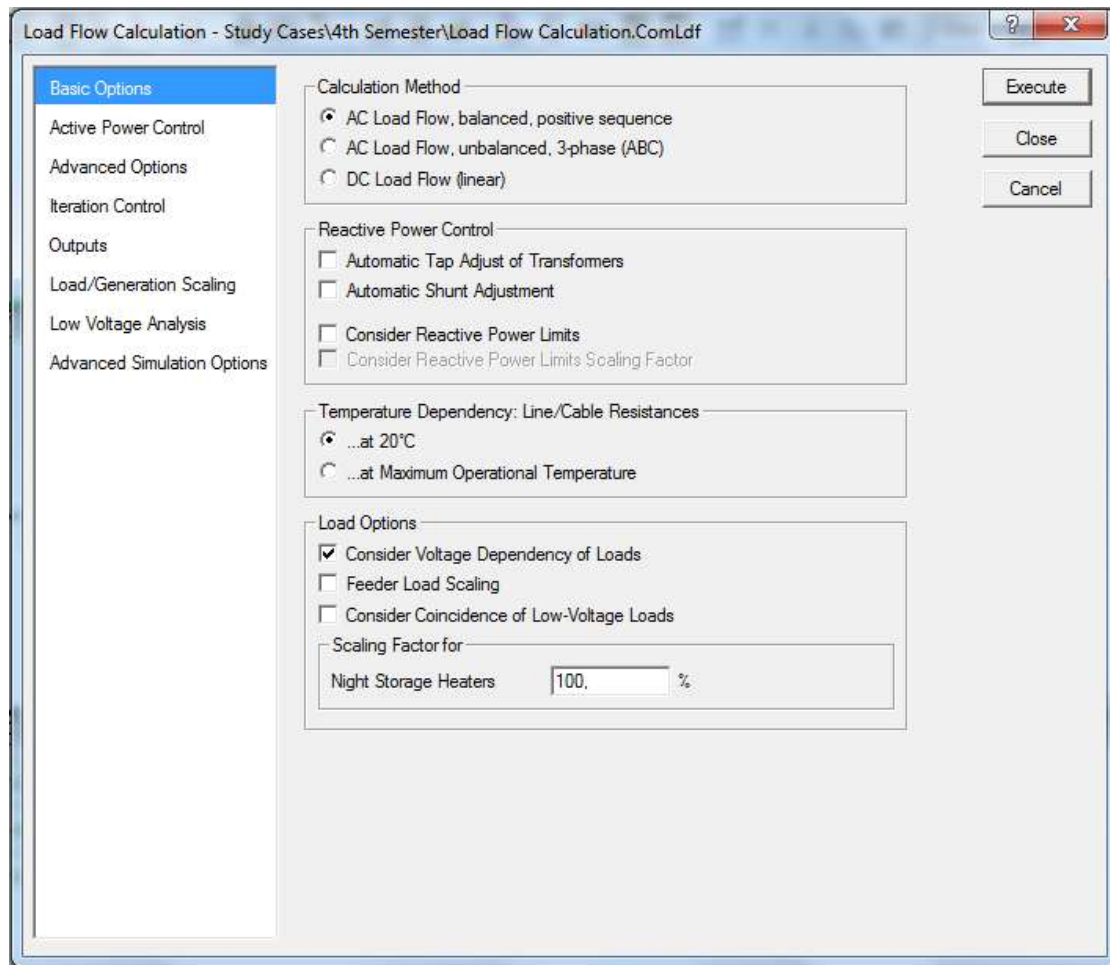 Load Flow Calculation - Study Cases\4th Semester\Load Flow Calculation.ComLdf
Basic Options
Active Power Control
Advanced Options
Iteration Control
Outputs
Load/Generation Scaling
Low Voltage Analysis
Advanced Simulation Options
Calculation Method
AC Load Flow, balanced, positive sequence
AC Load Flow, unbalanced, 3-phase (ABC)
DC Load Flow (linear)
Reactive Power Control
Automatic Tap Adjust of Transformers
Automatic Shunt Adjustment
Consider Reactive Power Limits
Consider Reactive Power Limits Scaling Factor
Temperature Dependency: Line/Cable Resistances
...at 20°C
...at Maximum Operational Temperature
Load Options
Consider Voltage Dependency of Loads
Feeder Load Scaling
Consider Coincidence of Low-Voltage Loads
Scaling Factor for
Night Storage Heaters 100, %
Execute
Close
Cancel